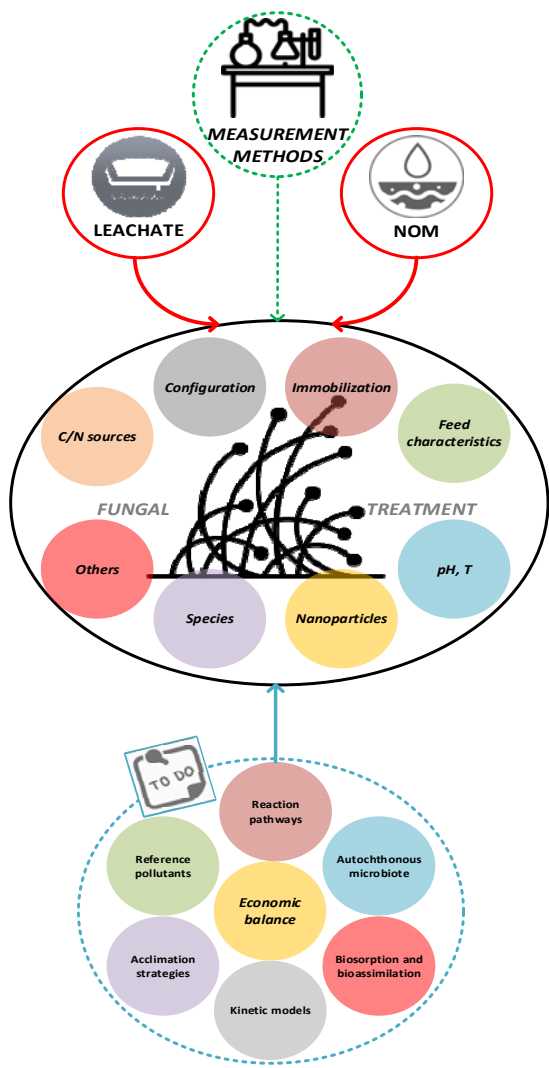 MEASUREMENT
METHODS
LEACHATE
NOM
Configuration
Immobilization
C/N sources
Feed
characteristics
FUNGAL
TREATMENT
Others
pH, T
Species
Nanoparticles
TO DO
Reaction
pathways
Reference
pollutants
Autochthonous
microbiote
Economic
balance
Acclimation
strategies
Biosorption and
bioassimilation
Kinetic models